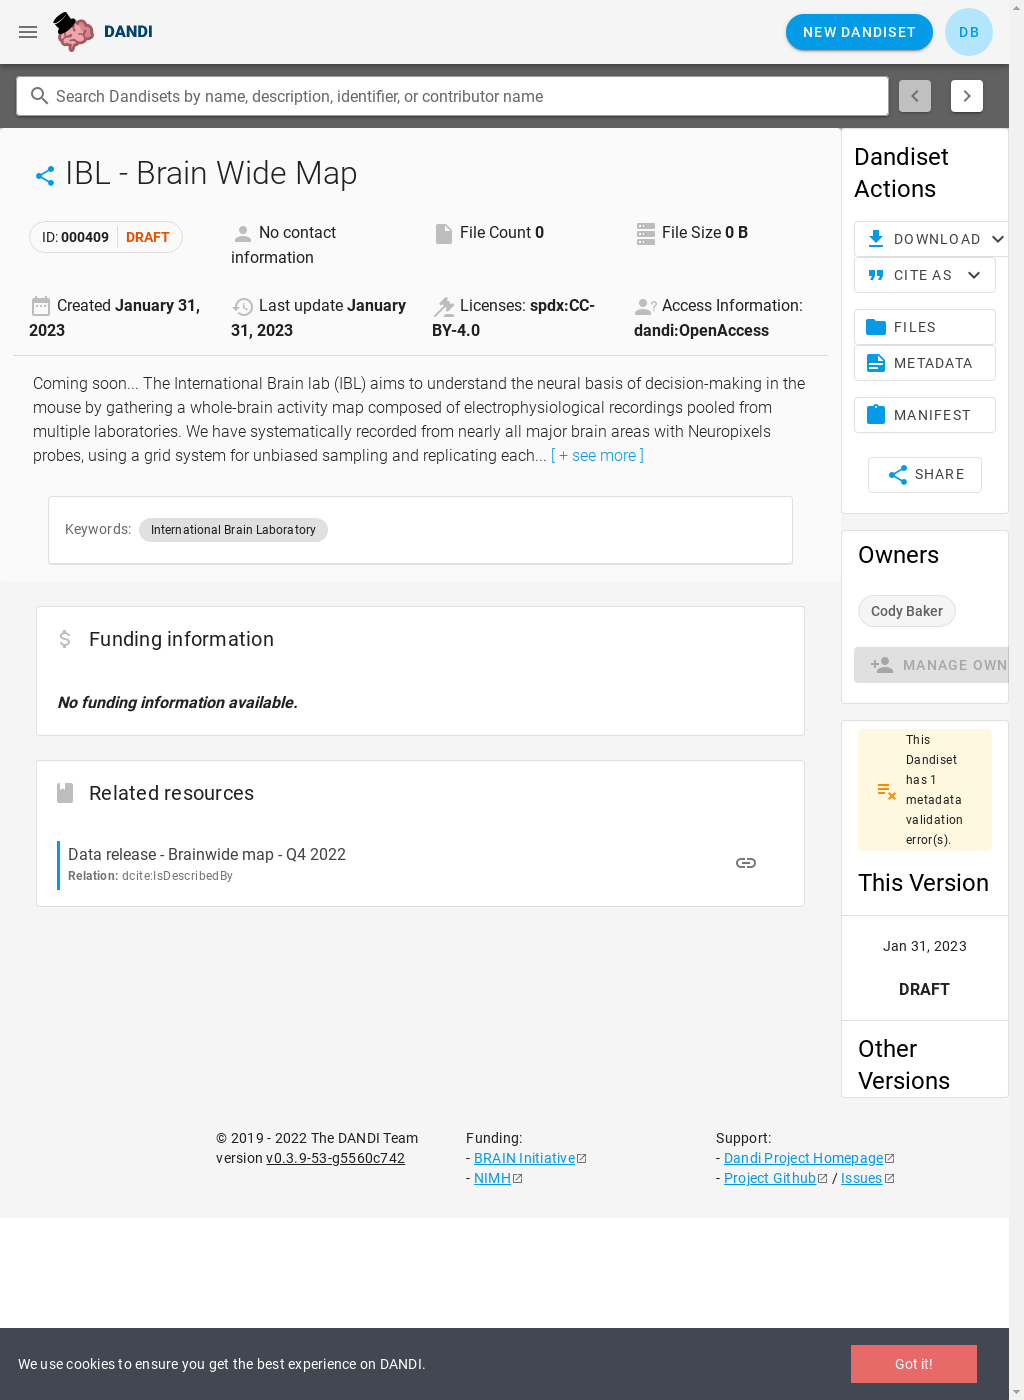 DANDI
NEW DANDISET
DB
Search Dandisets by name, description, identifier, or contributor name
IBL - Brain Wide Map
ID: 000409 DRAFT
No contact
information
File Count 0
File Size 0 B
Created January 31,
2023
Last update January
31, 2023
Licenses: spdx:CC-
BY-4.0
Access Information:
dandi:OpenAccess
Coming soon... The International Brain lab (IBL) aims to understand the neural basis of decision-making in the
mouse by gathering a whole-brain activity map composed of electrophysiological recordings pooled from
multiple laboratories. We have systematically recorded from nearly all major brain areas with Neuropixels
probes, using a grid system for unbiased sampling and replicating each... [ + see more ]
Keywords: International Brain Laboratory
Funding information
No funding information available.
Related resources
Data release - Brainwide map - Q4 2022
Relation: dcite:IsDescribedBy
Dandiset
Actions
DOWNLOAD
CITE AS
FILES
METADATA
MANIFEST
SHARE
Owners
Cody Baker
MANAGE OWN
This
Dandiset
has 1
metadata
validation
error(s).
This Version
Jan 31, 2023
DRAFT
Other
Versions
© 2019 - 2022 The DANDI Team
version v0.3.9-53-g5560c742
Funding:
- BRAIN Initiative
- NIMH
Support:
- Dandi Project Homepage
- Project Github / Issues
We use cookies to ensure you get the best experience on DANDI.
Got it!